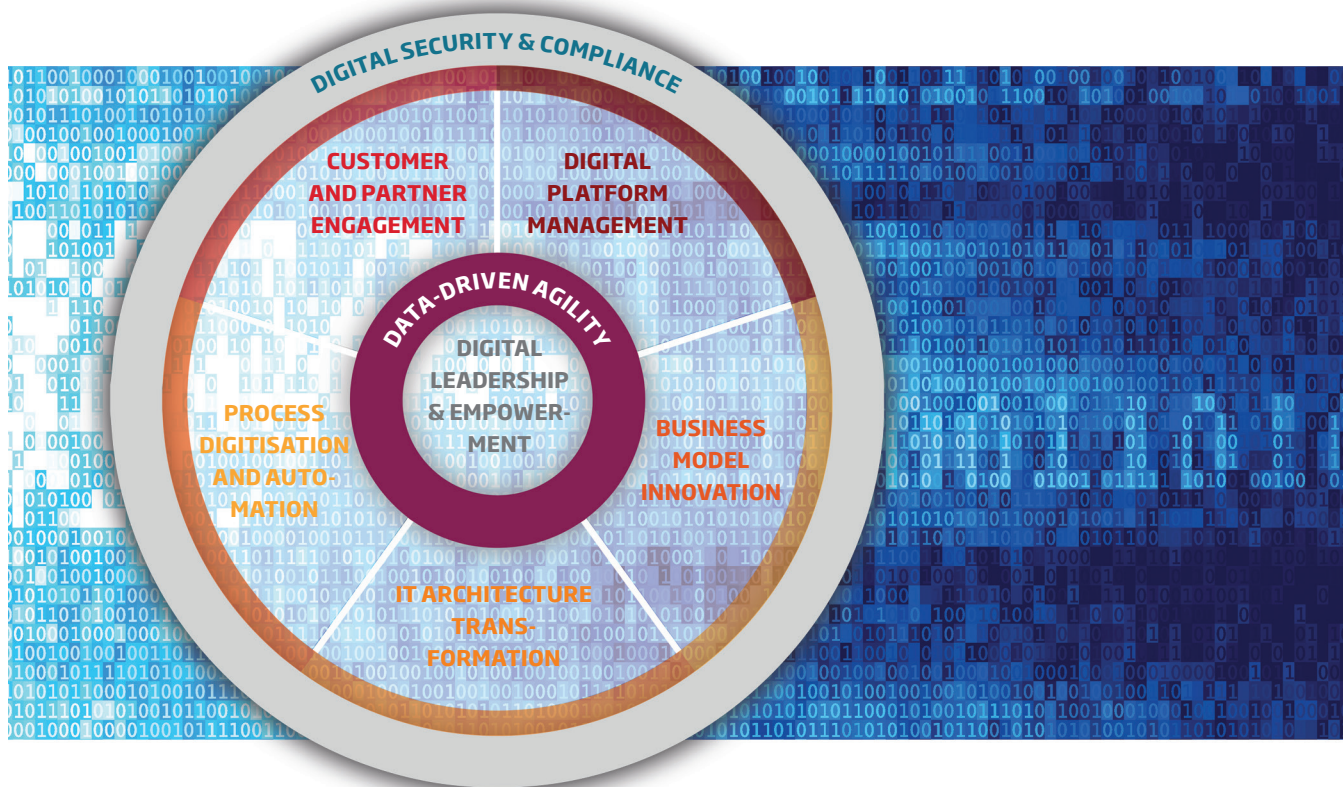 DIGITAL SECURITY & COMPLIANCE
CUSTOMER
AND PARTNER
ENGAGEMENT
DIGITAL
PLATFORM
MANAGEMENT
DATA-DRIVEN AGILITY
DIGITAL
LEADERSHIP
& EMPOWER-
MENT
PROCESS
DIGITISATION
AND AUTO-
MATION
BUSINESS
MODEL
INNOVATION
IT ARCHITECTURE
TRANS-
FORMATION